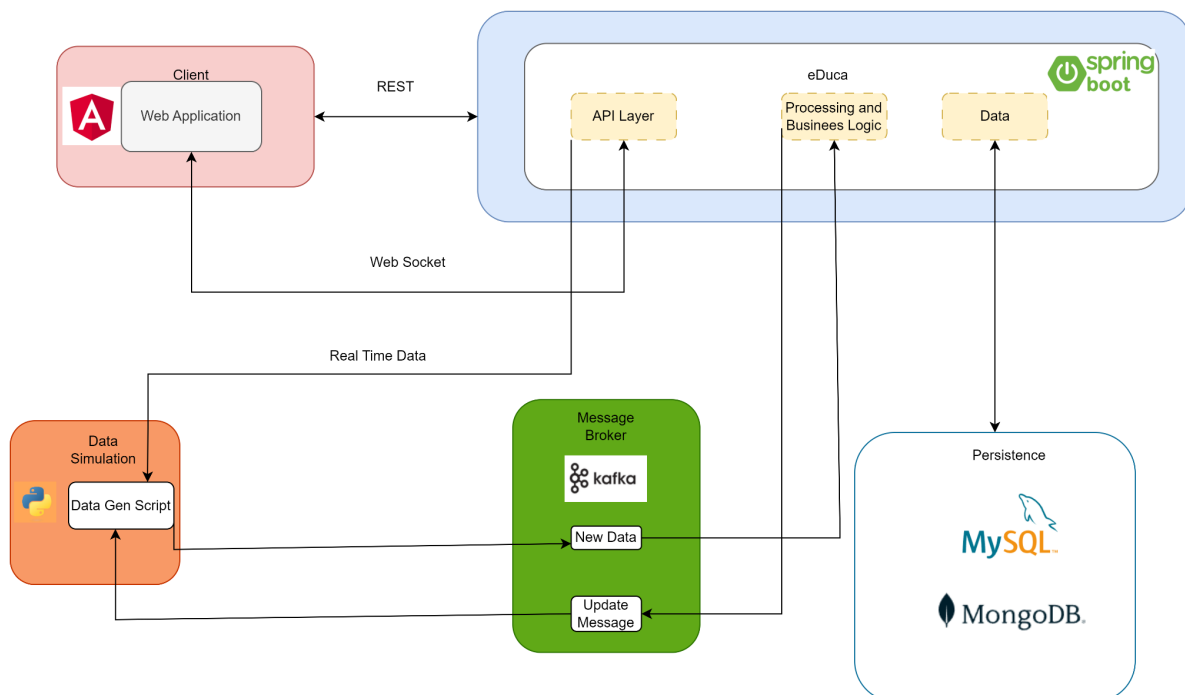 Client
Web Application
REST
eDuca
spring
boot
API Layer
Processing and
Businees Logic
Data
Web Socket
Real Time Data
Data
Simulation
Data Gen Script
Message
Broker
kafka
New Data
Update
Message
Persistence
MySQL™
MongoDB®